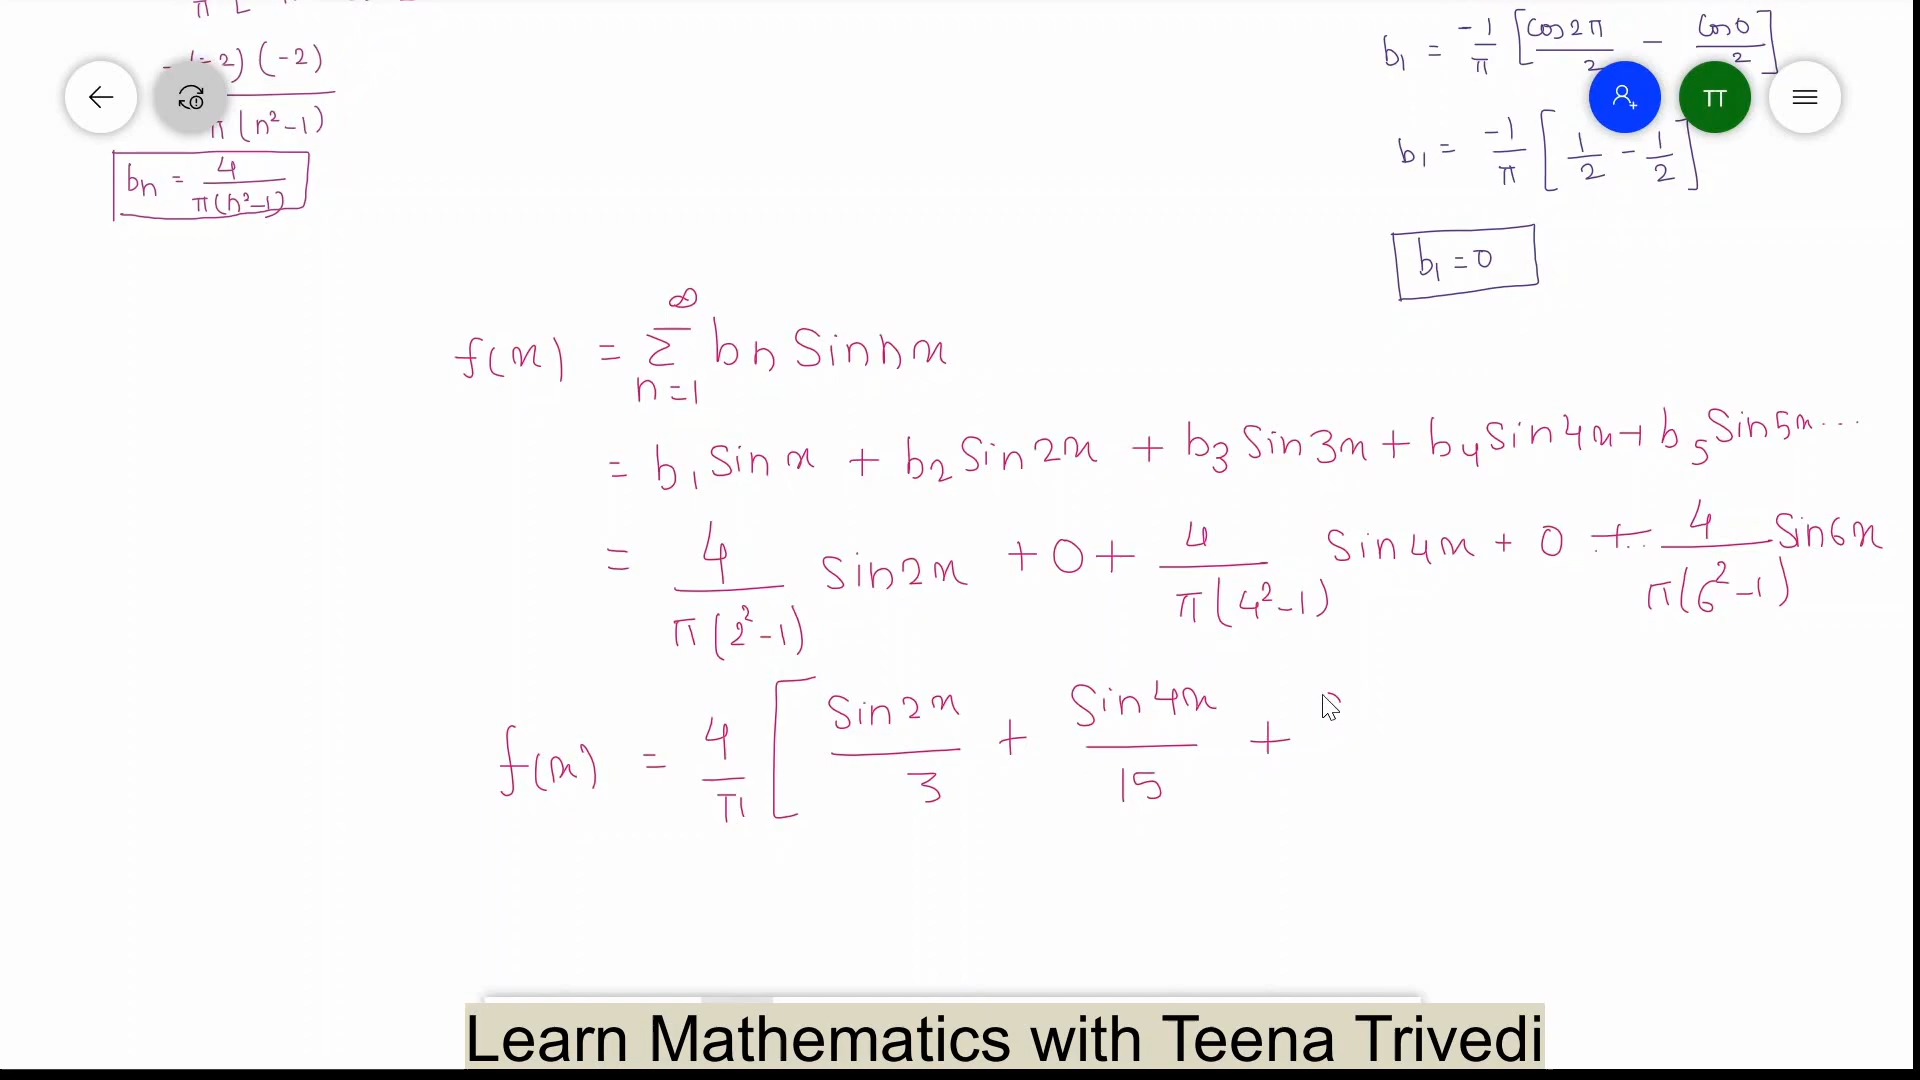 -(-2)(-2)
π(n²-1)
bn = 4/π(n²-1)
b₁ = -1/π [cos2π/2 - cos0/2]
b₁ = -1/π [1/2 - 1/2]
b₁ = 0
f(x) = ∑ n=1 ∞ bn Sin nx
= b₁ Sin x + b₂ Sin 2x + b₃ Sin 3x + b₄ Sin 4x + b₅ Sin 5x ...
= 4/π(2²-1) Sin 2x + 0 + 4/π(4²-1) Sin 4x + 0 + ... 4/π(6²-1) Sin 6x
f(x) = 4/π [ Sin 2x/3 + Sin 4x/15 +
Learn Mathematics with Teena Trivedi